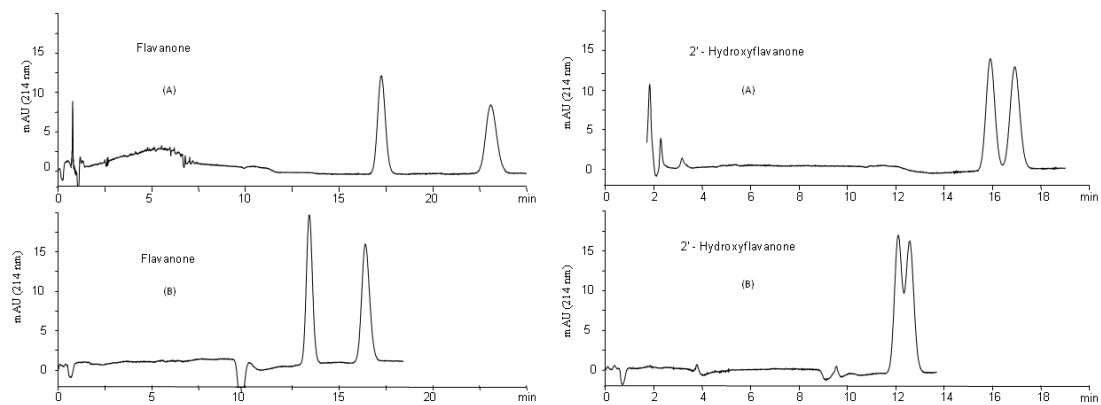 Flavanone
(A)
mAU (214 nm)
15
10
5
0
0 5 10 15 20 min
2' - Hydroxyflavanone
(A)
mAU (214 nm)
15
10
5
0
0 2 4 6 8 10 12 14 16 18 min
Flavanone
(B)
mAU (214 nm)
15
10
5
0
0 5 10 15 20 min
2' - Hydroxyflavanone
(B)
mAU (214 nm)
15
10
5
0
0 2 4 6 8 10 12 14 16 18 min